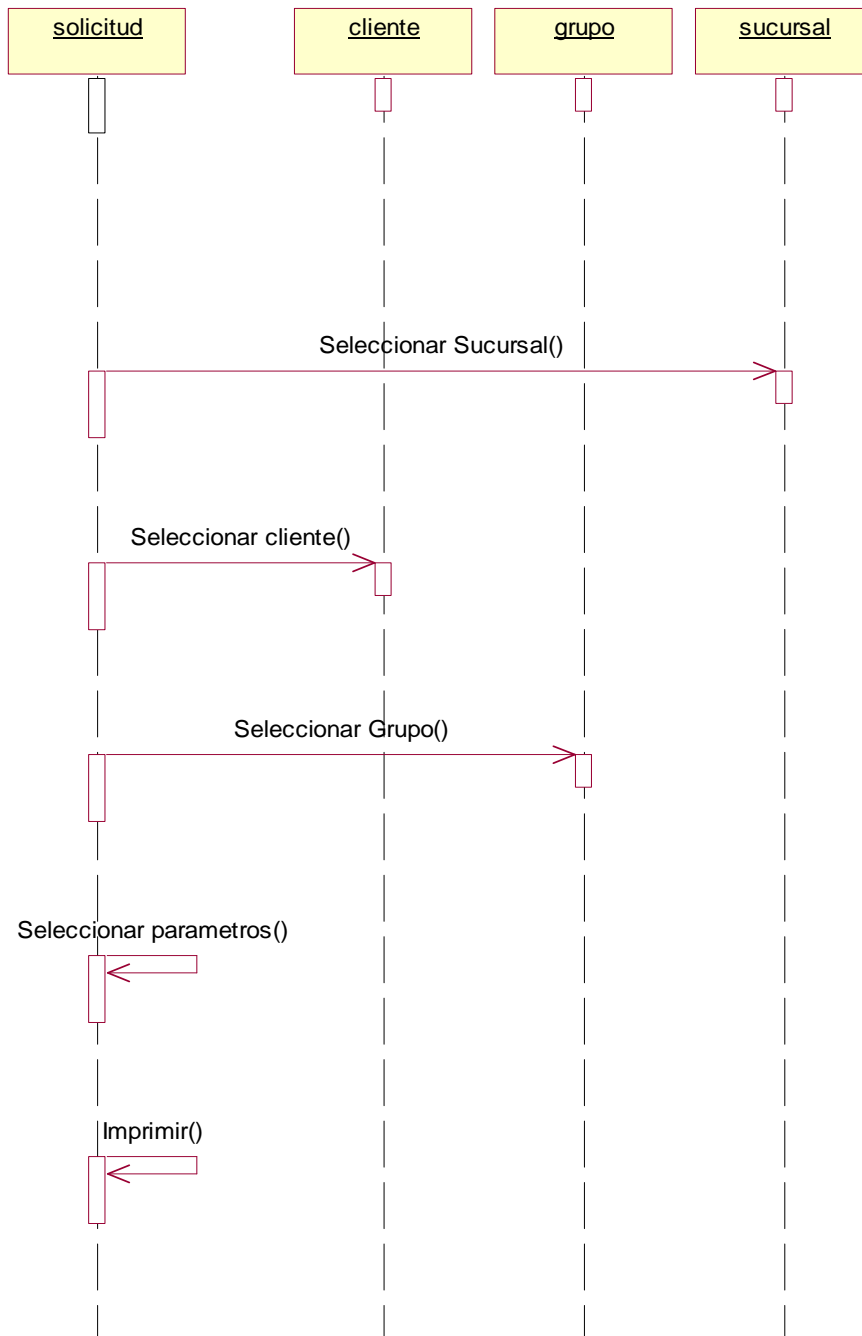 solicitud
cliente
grupo
sucursal
Seleccionar Sucursal()
Seleccionar cliente()
Seleccionar Grupo()
Seleccionar parametros()
Imprimir()